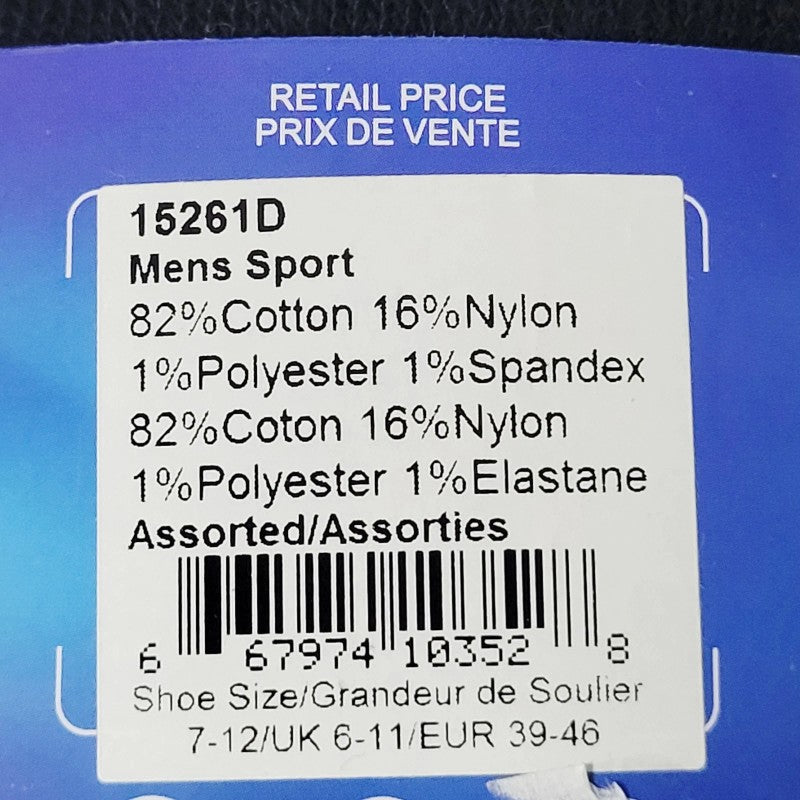 RETAIL PRICE
PRIX DE VENTE
15261D
Mens Sport
82%Cotton 16%Nylon
1%Polyester 1%Spandex
82%Coton 16%Nylon
1%Polyester 1%Elastane
Assorted/Assorties
6 67974 10352 8
Shoe Size/Grandeur de Soulier
7-12/UK 6-11/EUR 39-46